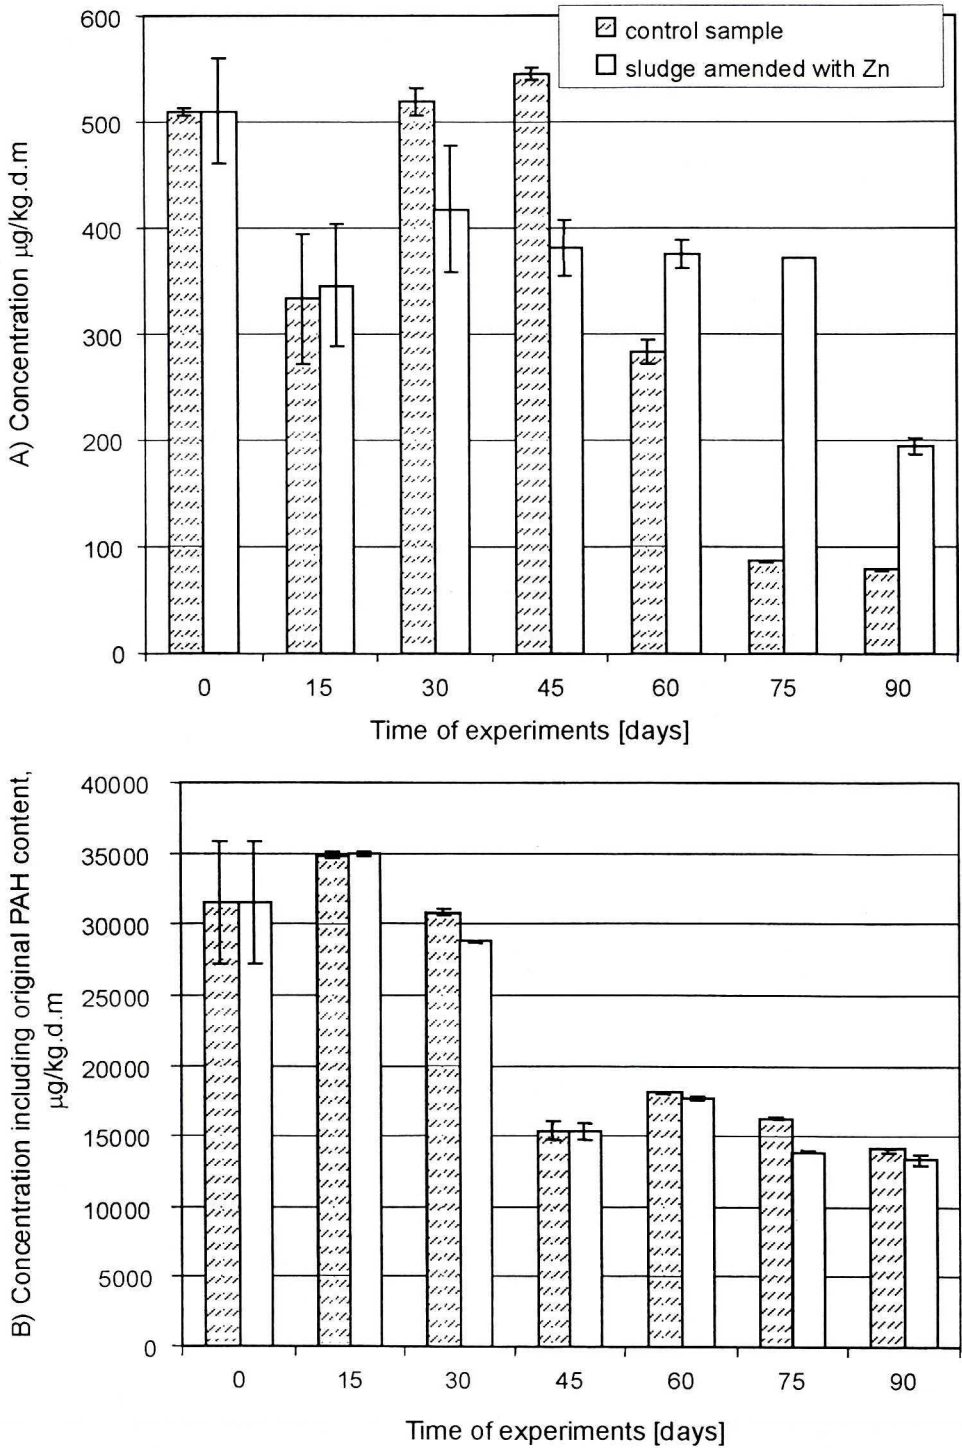 600
500
400
300
200
100
0
A) Concentration µg/kg.d.m
control sample
sludge amended with Zn
0 15 30 45 60 75 90
Time of experiments [days]
40000
35000
30000
25000
20000
15000
10000
5000
0
B) Concentration including original PAH content,
µg/kg.d.m
0 15 30 45 60 75 90
Time of experiments [days]